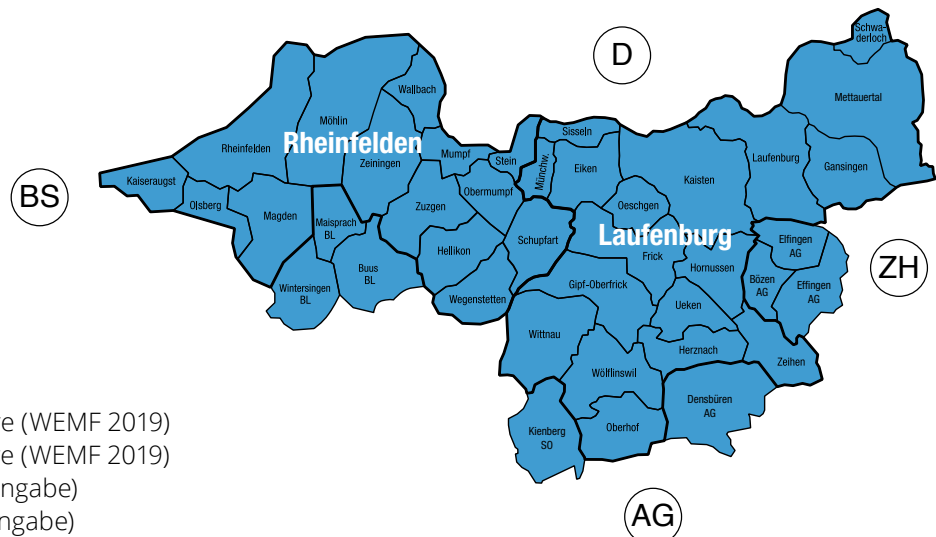 Schwa-
derloch
D
Mettauertal
Wallbach
Möhlin
Sisseln
Rheinfelden
Rheinfelden
Zeiningen
Mumpf
Stein
Münchw.
Eiken
Kaisten
Laufenburg
Gansingen
Kaiseraugst
BS
Olsberg
Magden
Maisprach
BL
Zuzgen
Obermumpf
Oeschgen
Schupfart
Laufenburg
Frick
Hornussen
Elfingen
AG
ZH
Hellikon
Buus
BL
Wintersingen
BL
Wegenstetten
Gipf-Oberfrick
Ueken
Bözen
AG
Effingen
AG
Wittnau
Herznach
Zeihen
Wölflinswil
Densbüren
AG
Kienberg
SO
Oberhof
AG
e (WEMF 2019)
e (WEMF 2019)
ngabe)
ngabe)